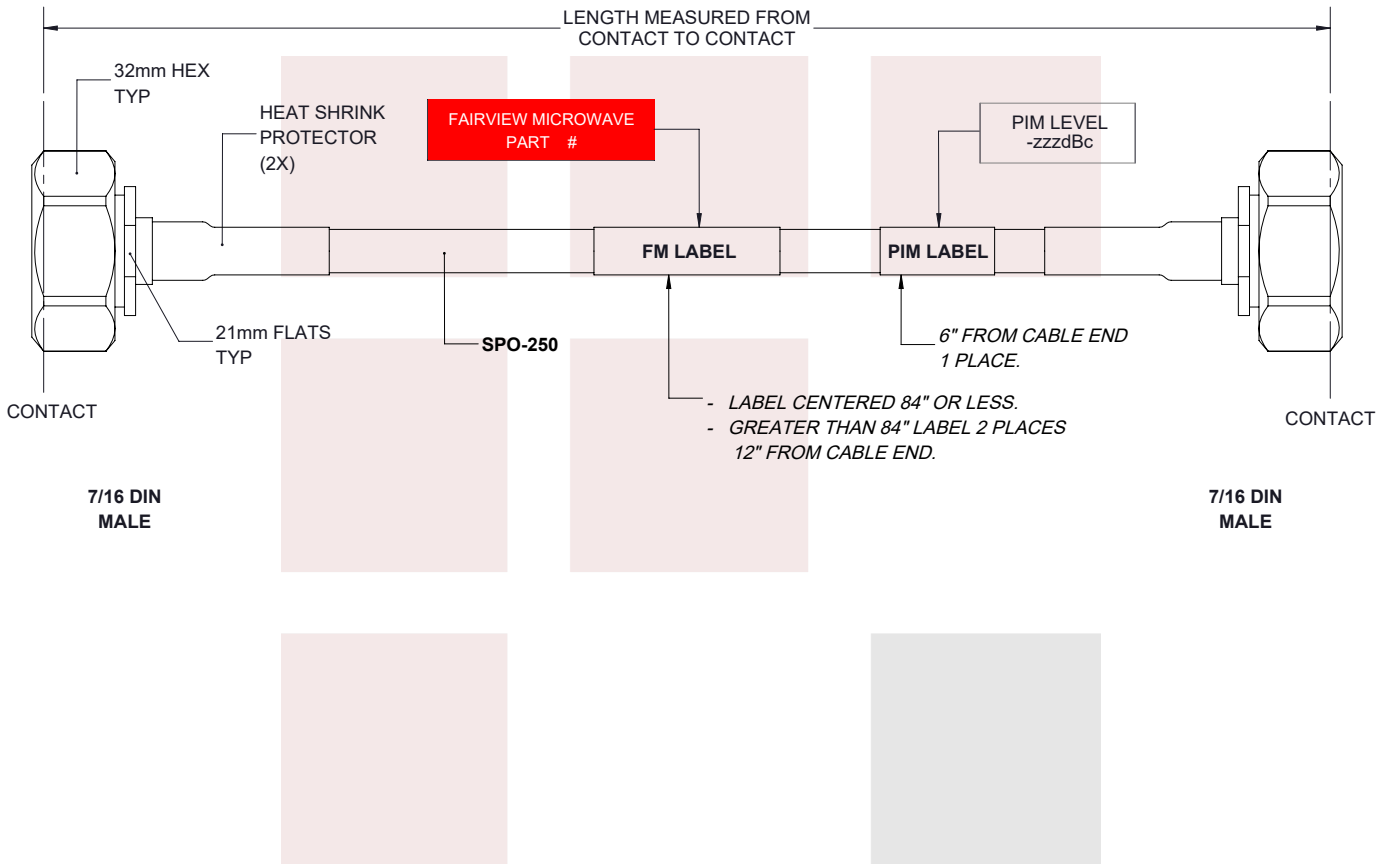 LENGTH MEASURED FROM
CONTACT TO CONTACT
32mm HEX
TYP
HEAT SHRINK
PROTECTOR
(2X)
FAIRVIEW MICROWAVE
PART #
PIM LEVEL
-zzzdBc
FM LABEL
PIM LABEL
21mm FLATS
TYP
SPO-250
6" FROM CABLE END
1 PLACE.
- LABEL CENTERED 84" OR LESS.
- GREATER THAN 84" LABEL 2 PLACES
12" FROM CABLE END.
CONTACT
CONTACT
7/16 DIN
MALE
7/16 DIN
MALE